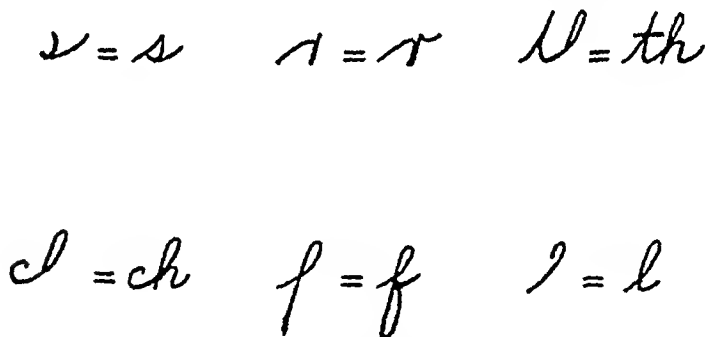 = s = r = th
= ch = f = l